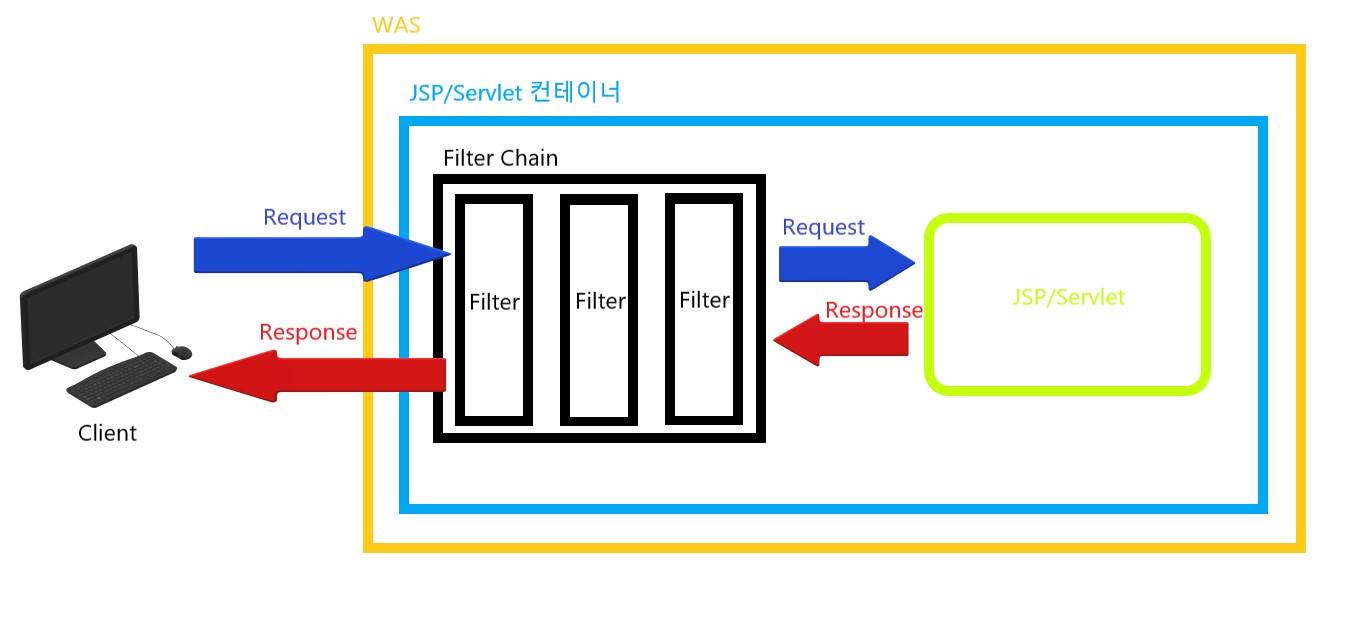 WAS
JSP/Servlet 컨테이너
Filter Chain
Request
Request
Filter
Filter
Filter
JSP/Servlet
Response
Response
Client